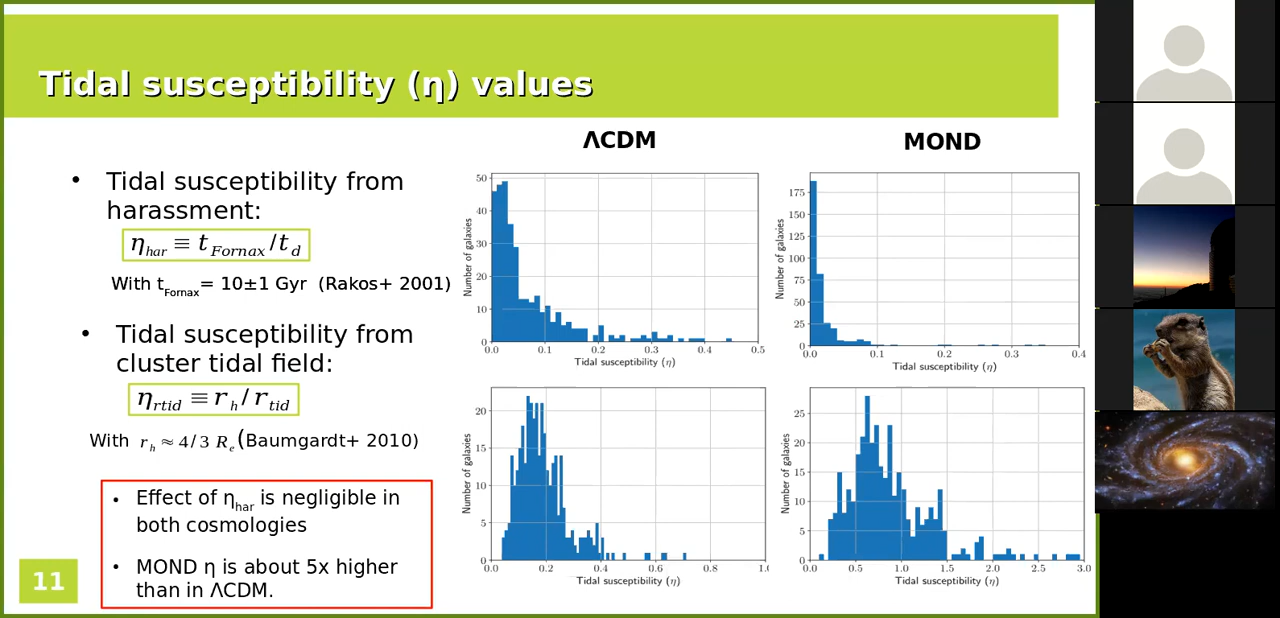 Tidal susceptibility (η) values
• Tidal susceptibility from
harassment:
η_har ≡ t_Fornax / t_d
With t_Fornax = 10±1 Gyr (Rakos+ 2001)
• Tidal susceptibility from
cluster tidal field:
η_rtid ≡ r_h / r_tid
With r_h ≈ 4/3 R_e (Baumgardt+ 2010)
• Effect of η_har is negligible in
both cosmologies
• MOND η is about 5x higher
than in ΛCDM.
11
ΛCDM
Number of galaxies
50
40
30
20
10
0
0.0 0.1 0.2 0.3 0.4 0.5
Tidal susceptibility (η)
MOND
Number of galaxies
175
150
125
100
75
50
25
0
0.0 0.1 0.2 0.3 0.4
Tidal susceptibility (η)
Number of galaxies
20
15
10
5
0
0.0 0.2 0.4 0.6 0.8 1.0
Tidal susceptibility (η)
Number of galaxies
25
20
15
10
5
0
0.0 0.5 1.0 1.5 2.0 2.5 3.0
Tidal susceptibility (η)